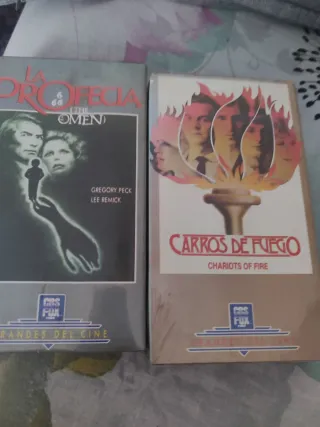 LA
PROFECIA
666
(THE
OMEN)
GREGORY PECK
LEE REMICK
CBS
FOX
GRANDES DEL CINE
CARROS DE FUEGO
CHARIOTS OF FIRE
CBS
FOX